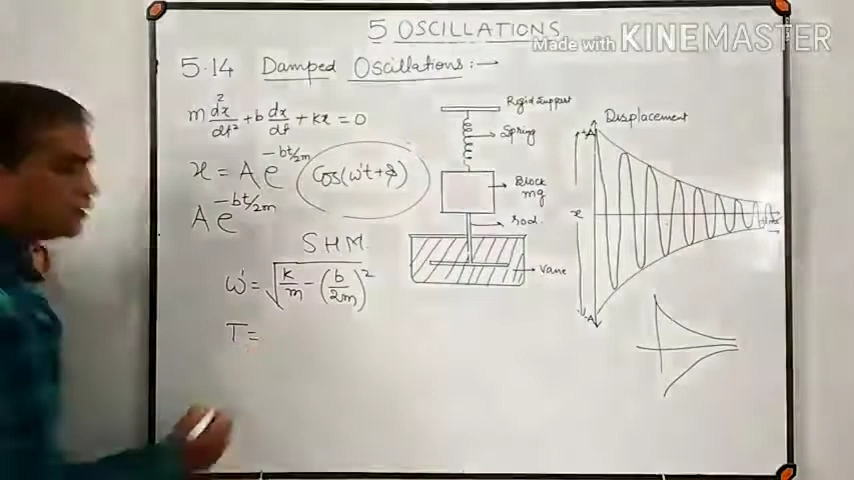 5 OSCILLATIONS
Made with KINEMASTER
5.14 Damped Oscillations:→
m d²x/dt² + b dx/dt + kx = 0
x = A e^(-bt/2m) Cos(ω't+φ)
A e^(-bt/2m)
SHM
ω' = √(k/m - (b/2m)²)
T =
Rigid Support
Spring
Block
mg
rod
Vane
Displacement
+A
x
-A